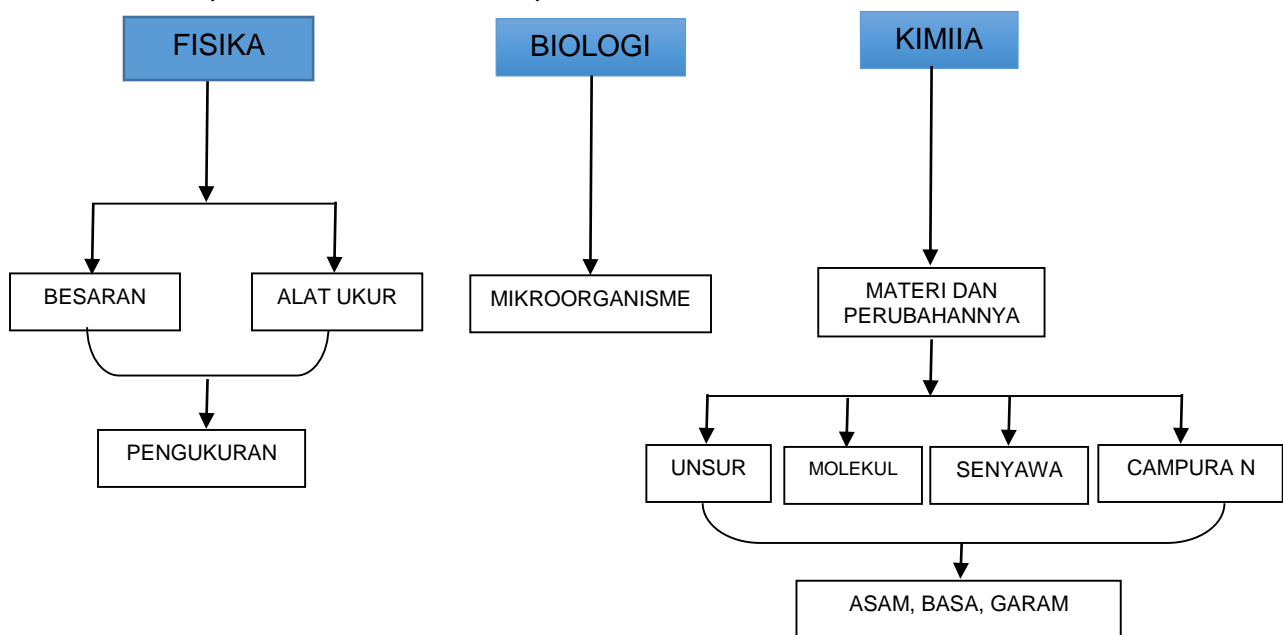 FISIKA
BIOLOGI
KIMIIA
BESARAN
ALAT UKUR
MIKROORGANISME
MATERI DAN
PERUBAHANNYA
PENGUKURAN
UNSUR
MOLEKUL
SENYAWA
CAMPURA N
ASAM, BASA, GARAM